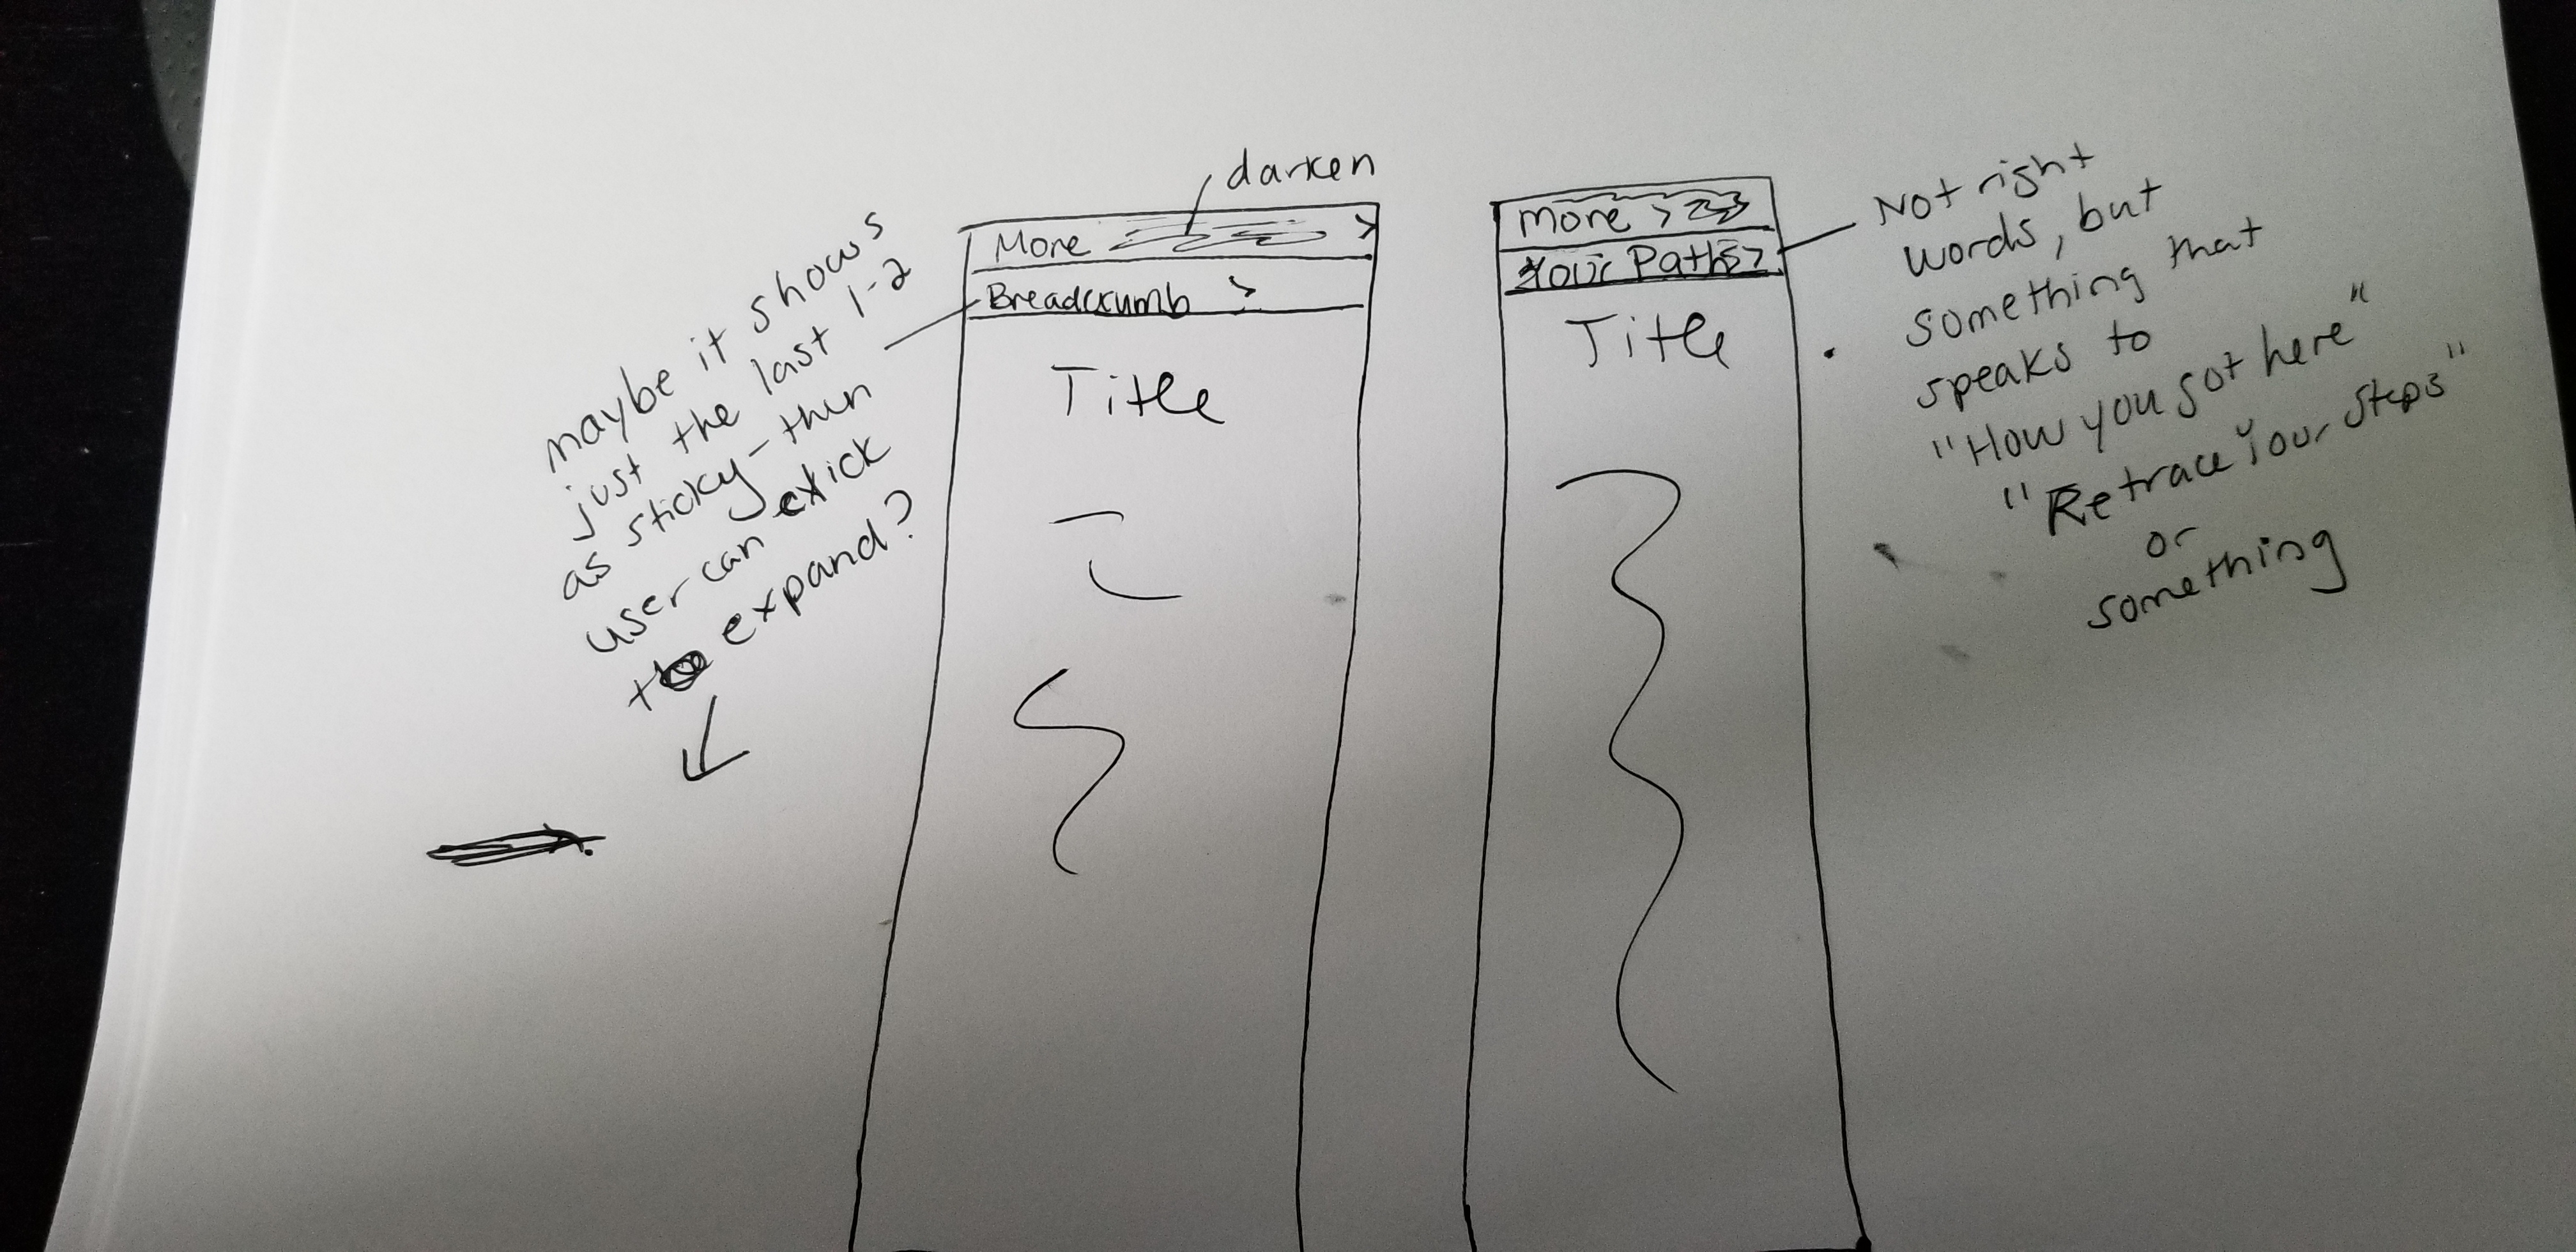 darken
More >
Breadcrumb >
Title
maybe it shows
just the last 1-2
as sticky - then
user can click
to expand?
More >
Your Paths >
Title
Not right
words, but
something that
speaks to
"How you got here"
"Retrace Your Steps"
or
something